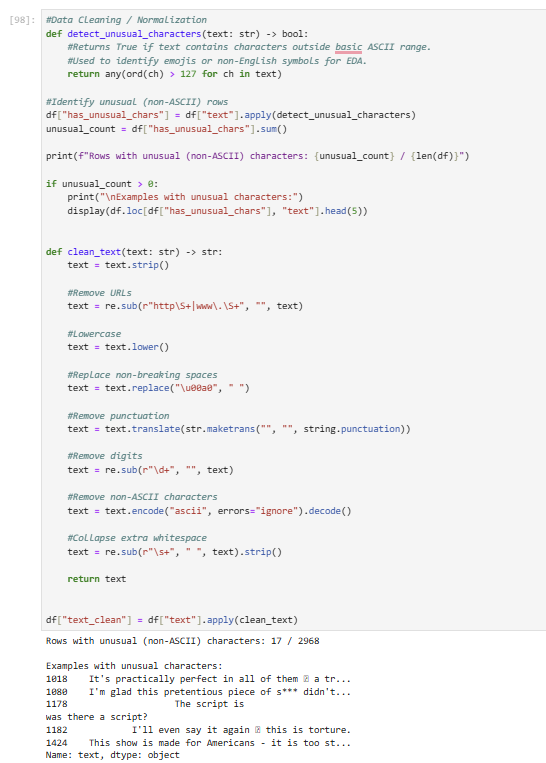 [98]: #Data Cleaning / Normalization
def detect_unusual_characters(text: str) -> bool:
    #Returns True if text contains characters outside basic ASCII range.
    #Used to identify emojis or non-English symbols for EDA.
    return any(ord(ch) > 127 for ch in text)

#Identify unusual (non-ASCII) rows
df["has_unusual_chars"] = df["text"].apply(detect_unusual_characters)
unusual_count = df["has_unusual_chars"].sum()

print(f"Rows with unusual (non-ASCII) characters: {unusual_count} / {len(df)}")

if unusual_count > 0:
    print("\nExamples with unusual characters:")
    display(df.loc[df["has_unusual_chars"], "text"].head(5))


def clean_text(text: str) -> str:
    text = text.strip()

    #Remove URLs
    text = re.sub(r"http\S+|www\.\S+", "", text)

    #Lowercase
    text = text.lower()

    #Replace non-breaking spaces
    text = text.replace("\u00a0", " ")

    #Remove punctuation
    text = text.translate(str.maketrans("", "", string.punctuation))

    #Remove digits
    text = re.sub(r"\d+", "", text)

    #Remove non-ASCII characters
    text = text.encode("ascii", errors="ignore").decode()

    #Collapse extra whitespace
    text = re.sub(r"\s+", " ", text).strip()

    return text


df["text_clean"] = df["text"].apply(clean_text)
Rows with unusual (non-ASCII) characters: 17 / 2968

Examples with unusual characters:
1018    It's practically perfect in all of them  a tr...
1080    I'm glad this pretentious piece of s*** didn't...
1178                   The script is
was there a script?
1182            I'll even say it again  this is torture.
1424    This show is made for Americans - it is too st...
Name: text, dtype: object